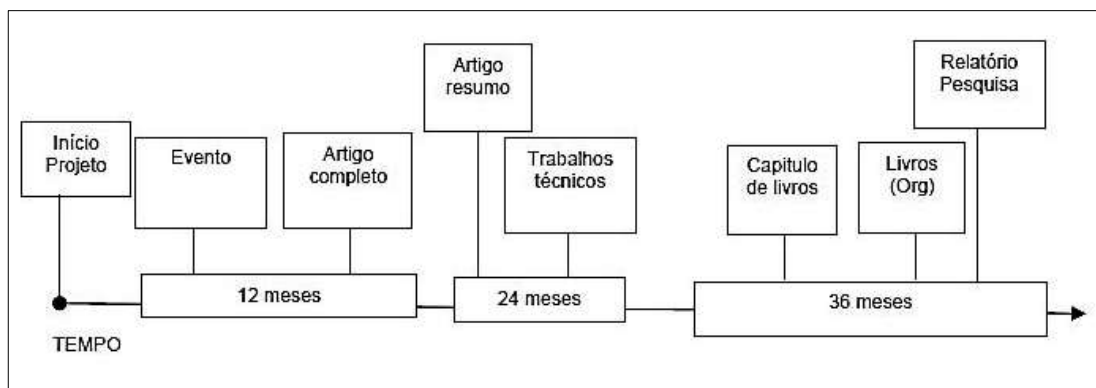 Início
Projeto
Evento
Artigo
completo
Artigo
resumo
Trabalhos
técnicos
Capitulo
de livros
Livros
(Org)
Relatório
Pesquisa
12 meses
24 meses
36 meses
TEMPO